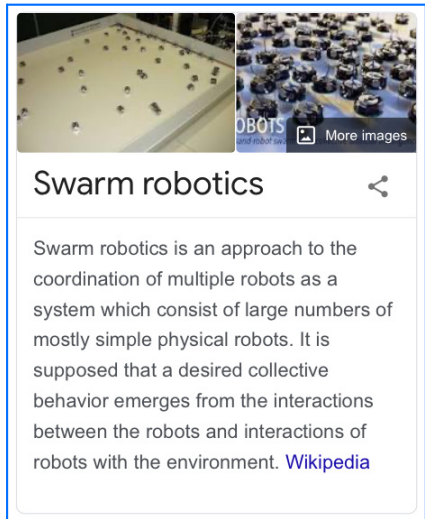 OBOTS
More images
Swarm robotics
Swarm robotics is an approach to the
coordination of multiple robots as a
system which consist of large numbers of
mostly simple physical robots. It is
supposed that a desired collective
behavior emerges from the interactions
between the robots and interactions of
robots with the environment. Wikipedia